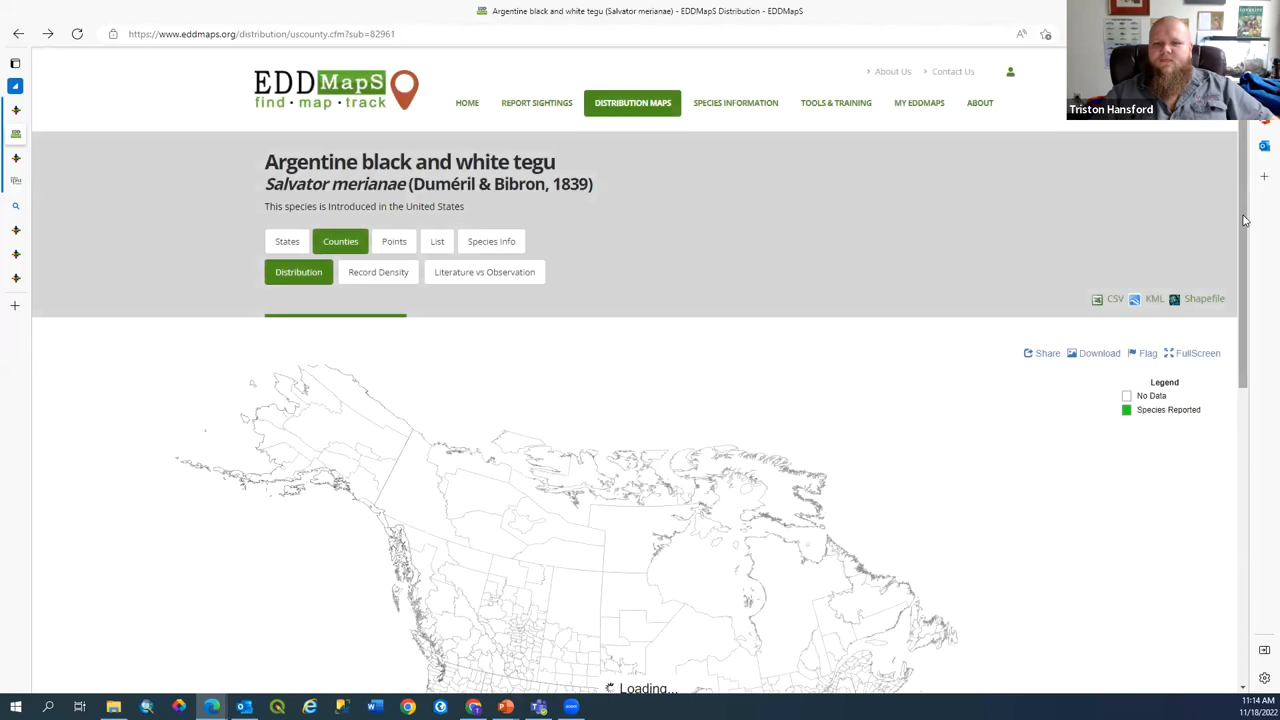 Argentine black and white tegu (Salvator merianae) - EDDMapS Distribution - EDDMapS
https://www.eddmaps.org/distribution/uscounty.cfm?sub=82961
Triston Hansford
EDDMapS
find • map • track
About Us
Contact Us
HOME
REPORT SIGHTINGS
DISTRIBUTION MAPS
SPECIES INFORMATION
TOOLS & TRAINING
MY EDDMAPS
ABOUT
Argentine black and white tegu
Salvator merianae (Duméril & Bibron, 1839)
This species is Introduced in the United States
States
Counties
Points
List
Species Info
Distribution
Record Density
Literature vs Observation
CSV
KML
Shapefile
Share
Download
Flag
FullScreen
Legend
No Data
Species Reported
Loading...
11:14 AM
11/18/2022